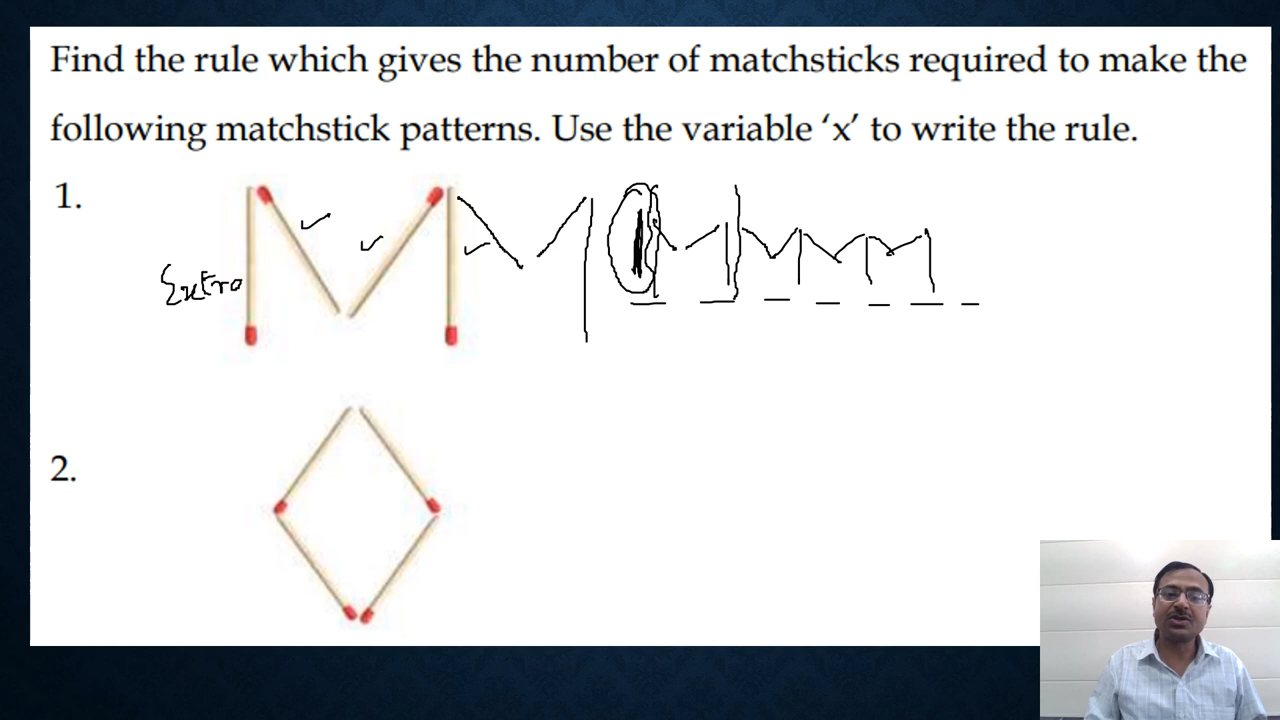 Find the rule which gives the number of matchsticks required to make the
following matchstick patterns. Use the variable ‘x’ to write the rule.
1.
Extra
2.